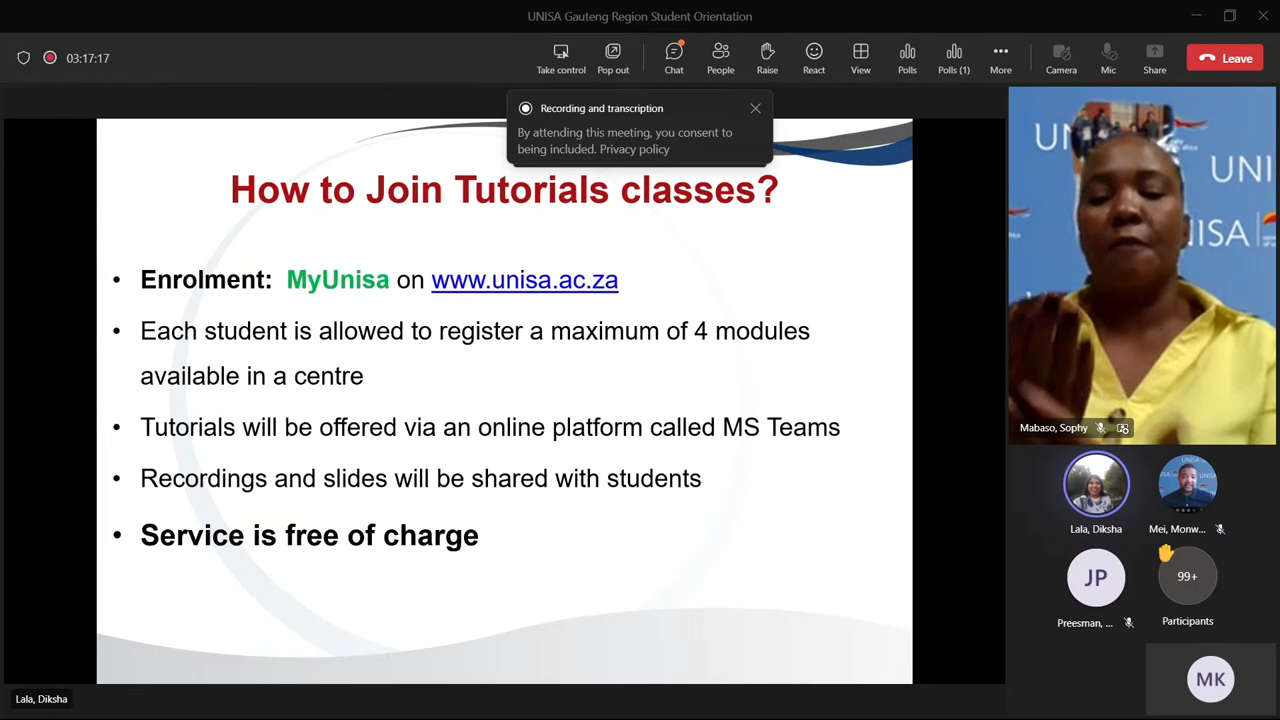 UNISA Gauteng Region Student Orientation
03:17:17
Take control
Pop out
Chat
People
Raise
React
View
Polls
Polls (1)
More
Camera
Mic
Share
Leave
Recording and transcription
By attending this meeting, you consent to
being included. Privacy policy
How to Join Tutorials classes?
• Enrolment: MyUnisa on www.unisa.ac.za
• Each student is allowed to register a maximum of 4 modules
available in a centre
• Tutorials will be offered via an online platform called MS Teams
• Recordings and slides will be shared with students
• Service is free of charge
Lala, Diksha
UN
UNI
ISA
Mabaso, Sophy
Lala, Diksha
Mei, Monw...
JP
99+
Preesman, ...
Participants
MK